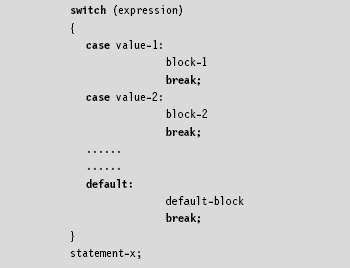 switch (expression)
{
case value-1:
block-1
break;
case value-2:
block-2
break;
......
......
default:
default-block
break;
}
statement-x;